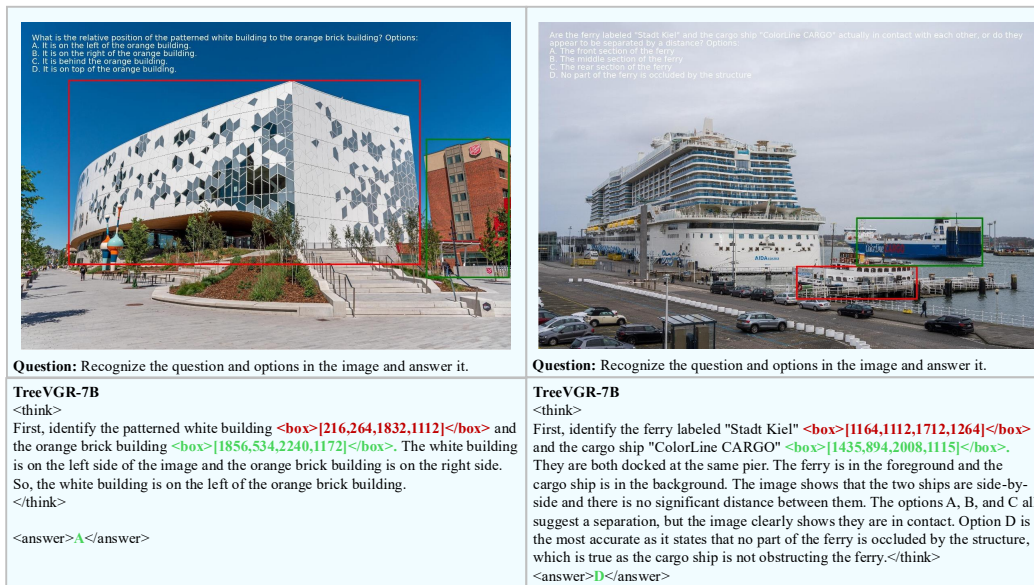 What is the relative position of the patterned white building to the orange brick building? Options:
A. It is on the left of the orange building.
B. It is on the right of the orange building.
C. It is behind the orange building.
D. It is on top of the orange building.
Question: Recognize the question and options in the image and answer it.
TreeVGR-7B
<think>
First, identify the patterned white building <box>[216,264,1832,1112]</box> and
the orange brick building <box>[1856,534,2240,1172]</box>. The white building
is on the left side of the image and the orange brick building is on the right side.
So, the white building is on the left of the orange brick building.
</think>
<answer>A</answer>
Are the ferry labeled "Stadt Kiel" and the cargo ship "ColorLine CARGO" actually in contact with each other, or do they
appear to be separated by a distance? Options:
A. The front section of the ferry
B. The middle section of the ferry
C. The rear section of the ferry
D. No part of the ferry is occluded by the structure
AIDA
Question: Recognize the question and options in the image and answer it.
TreeVGR-7B
<think>
First, identify the ferry labeled "Stadt Kiel" <box>[1164,1112,1712,1264]</box>
and the cargo ship "ColorLine CARGO" <box>[1435,894,2008,1115]</box>.
They are both docked at the same pier. The ferry is in the foreground and the
cargo ship is in the background. The image shows that the two ships are side-by-
side and there is no significant distance between them. The options A, B, and C al
suggest a separation, but the image clearly shows they are in contact. Option D is
the most accurate as it states that no part of the ferry is occluded by the structure,
which is true as the cargo ship is not obstructing the ferry.</think>
<answer>D</answer>